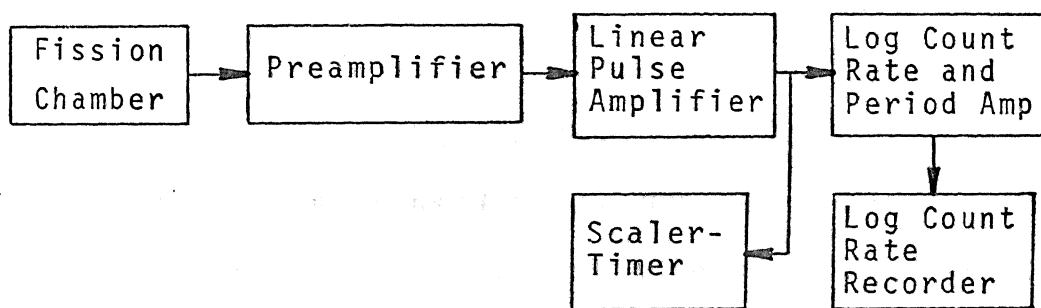 Fission
Chamber
Preamplifier
Linear
Pulse
Amplifier
Log Count
Rate and
Period Amp
Scaler-
Timer
Log Count
Rate
Recorder